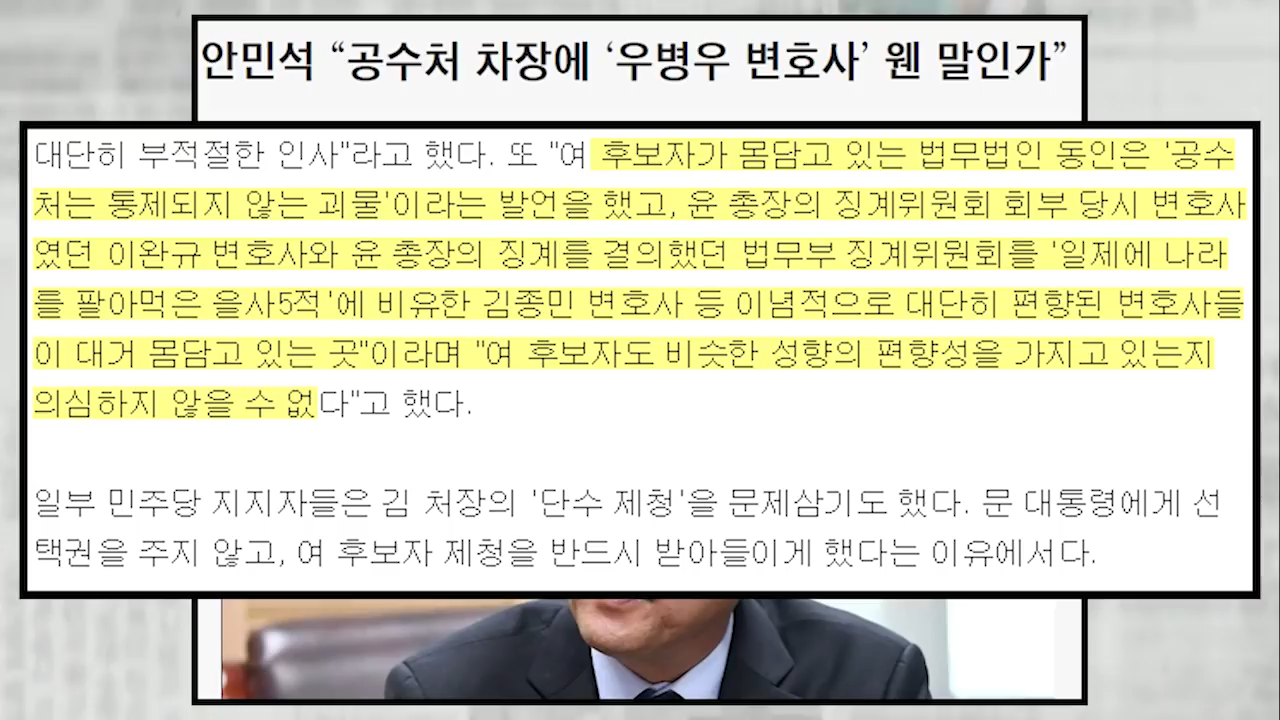 안민석 “공수처 차장에 ‘우병우 변호사’ 웬 말인가”
대단히 부적절한 인사"라고 했다. 또 "여 후보자가 몸담고 있는 법무법인 동인은 '공수
처는 통제되지 않는 괴물'이라는 발언을 했고, 윤 총장의 징계위원회 회부 당시 변호사
였던 이완규 변호사와 윤 총장의 징계를 결의했던 법무부 징계위원회를 '일제에 나라
를 팔아먹은 을사5적'에 비유한 김종민 변호사 등 이념적으로 대단히 편향된 변호사들
이 대거 몸담고 있는 곳"이라며 "여 후보자도 비슷한 성향의 편향성을 가지고 있는지
의심하지 않을 수 없다"고 했다.
일부 민주당 지지자들은 김 처장의 '단수 제청'을 문제삼기도 했다. 문 대통령에게 선
택권을 주지 않고, 여 후보자 제청을 반드시 받아들이게 했다는 이유에서다.